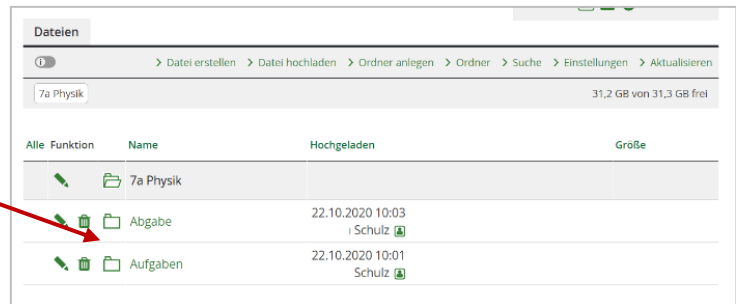 Dateien
> Datei erstellen > Datei hochladen > Ordner anlegen > Ordner > Suche > Einstellungen > Aktualisieren
7a Physik 31,2 GB von 31,3 GB frei
Alle Funktion Name Hochgeladen Größe
7a Physik
Abgabe 22.10.2020 10:03
Schulz
Aufgaben 22.10.2020 10:01
Schulz